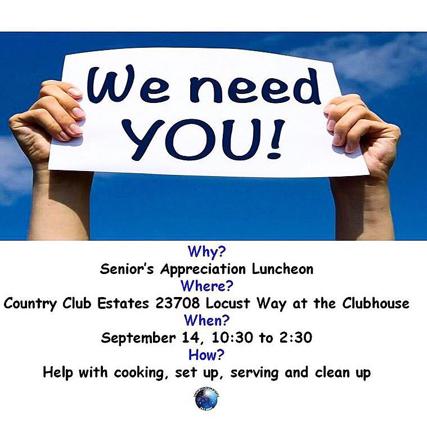 We need
YOU!
Why?
Senior's Appreciation Luncheon
Where?
Country Club Estates 23708 Locust Way at the Clubhouse
When?
September 14, 10:30 to 2:30
How?
Help with cooking, set up, serving and clean up